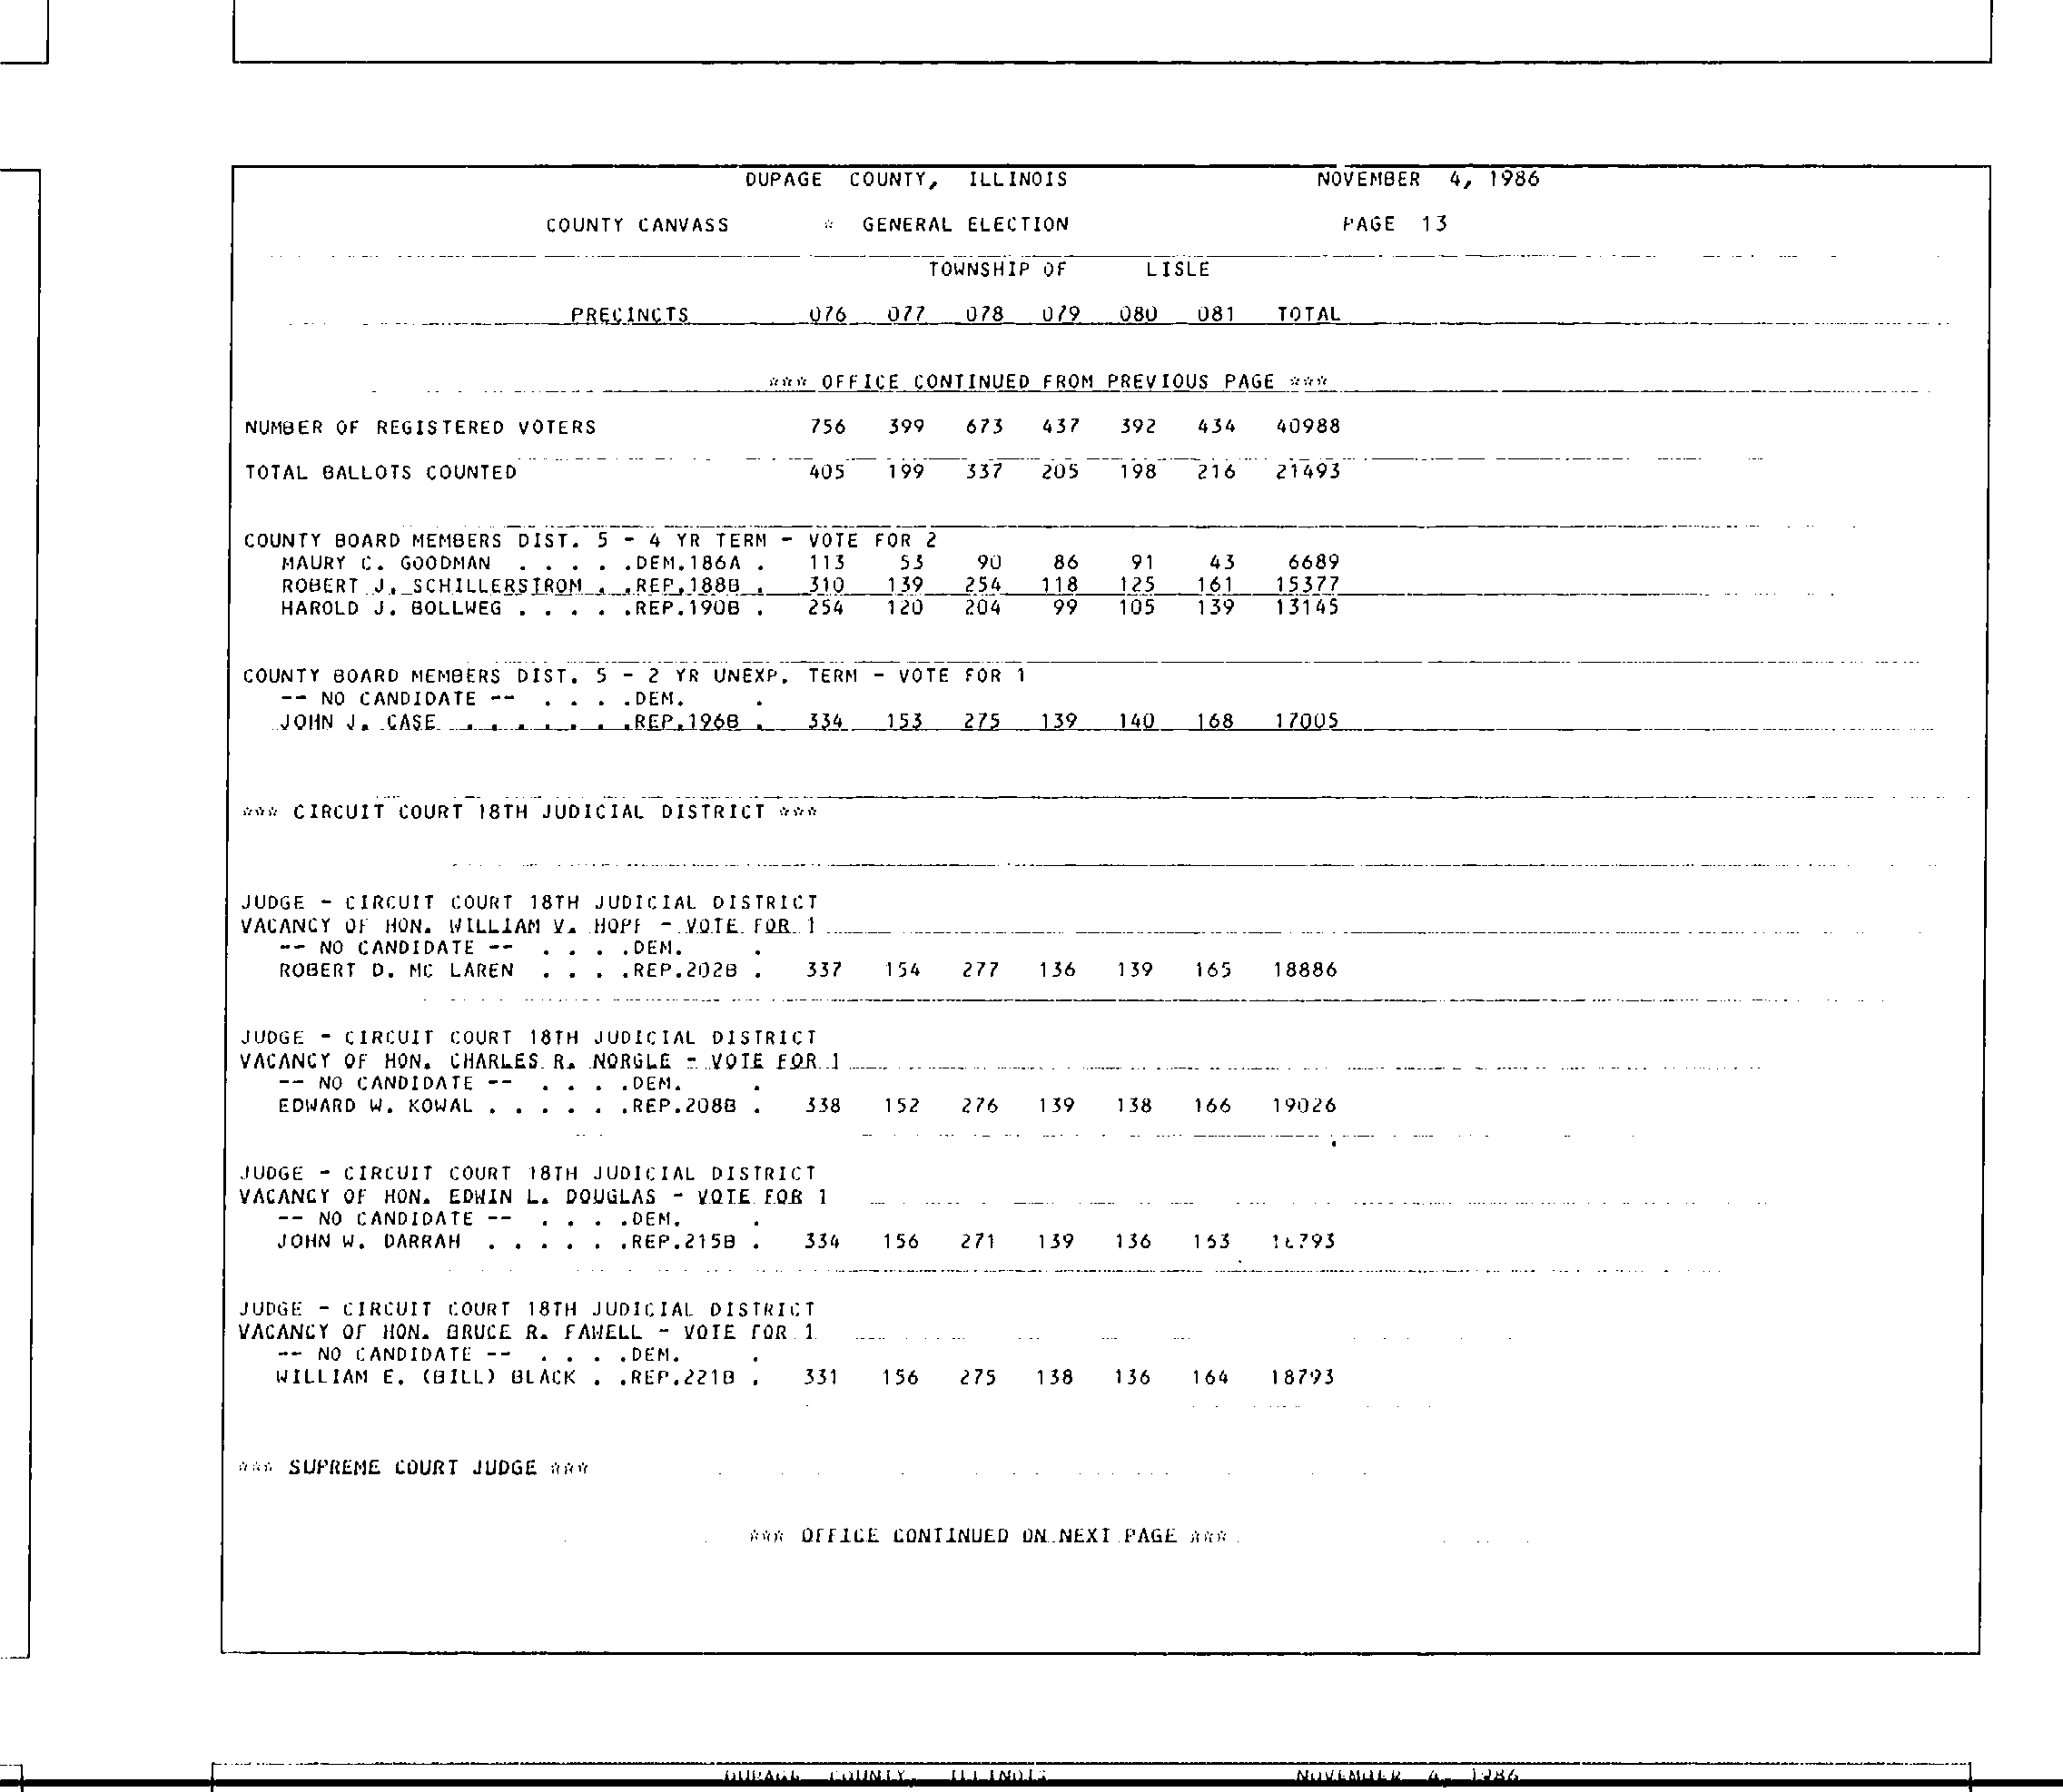 DUPAGE COUNTY, ILLINOIS NOVEMBER 4, 1986
COUNTY CANVASS * GENERAL ELECTION PAGE 13
TOWNSHIP OF LISLE
PRECINCTS 076 077 078 079 080 081 TOTAL
*** OFFICE CONTINUED FROM PREVIOUS PAGE ***
NUMBER OF REGISTERED VOTERS 756 399 673 437 392 434 40988
TOTAL BALLOTS COUNTED 405 199 337 205 198 216 21493
COUNTY BOARD MEMBERS DIST. 5 - 4 YR TERM - VOTE FOR 2
MAURY C. GOODMAN . . . . .DEM.186A . 113 53 90 86 91 43 6689
ROBERT J. SCHILLERSTROM . .REP.188B . 310 139 254 118 125 161 15377
HAROLD J. BOLLWEG . . . . .REP.190B . 254 120 204 99 105 139 13145
COUNTY BOARD MEMBERS DIST. 5 - 2 YR UNEXP. TERM - VOTE FOR 1
-- NO CANDIDATE -- . . . .DEM. .
JOHN J. CASE . . . . . . .REP.196B . 334 153 275 139 140 168 17005
*** CIRCUIT COURT 18TH JUDICIAL DISTRICT ***
JUDGE - CIRCUIT COURT 18TH JUDICIAL DISTRICT
VACANCY OF HON. WILLIAM V. HOPF - VOTE FOR 1
-- NO CANDIDATE -- . . . .DEM. .
ROBERT D. MC LAREN . . . .REP.202B . 337 154 277 136 139 165 18886
JUDGE - CIRCUIT COURT 18TH JUDICIAL DISTRICT
VACANCY OF HON. CHARLES R. NORGLE - VOTE FOR 1
-- NO CANDIDATE -- . . . .DEM. .
EDWARD W. KOWAL . . . . . .REP.208B . 338 152 276 139 138 166 19026
JUDGE - CIRCUIT COURT 18TH JUDICIAL DISTRICT
VACANCY OF HON. EDWIN L. DOUGLAS - VOTE FOR 1
-- NO CANDIDATE -- . . . .DEM. .
JOHN W. DARRAH . . . . . .REP.215B . 334 156 271 139 136 163
JUDGE - CIRCUIT COURT 18TH JUDICIAL DISTRICT
VACANCY OF HON. BRUCE R. FAWELL - VOTE FOR 1
-- NO CANDIDATE -- . . . .DEM. .
WILLIAM E. (BILL) BLACK . .REP.221B . 331 156 275 138 136 164 18793
*** SUPREME COURT JUDGE ***
*** OFFICE CONTINUED ON NEXT PAGE ***
DUPAGE COUNTY, ILLINOIS NOVEMBER 4, 1986